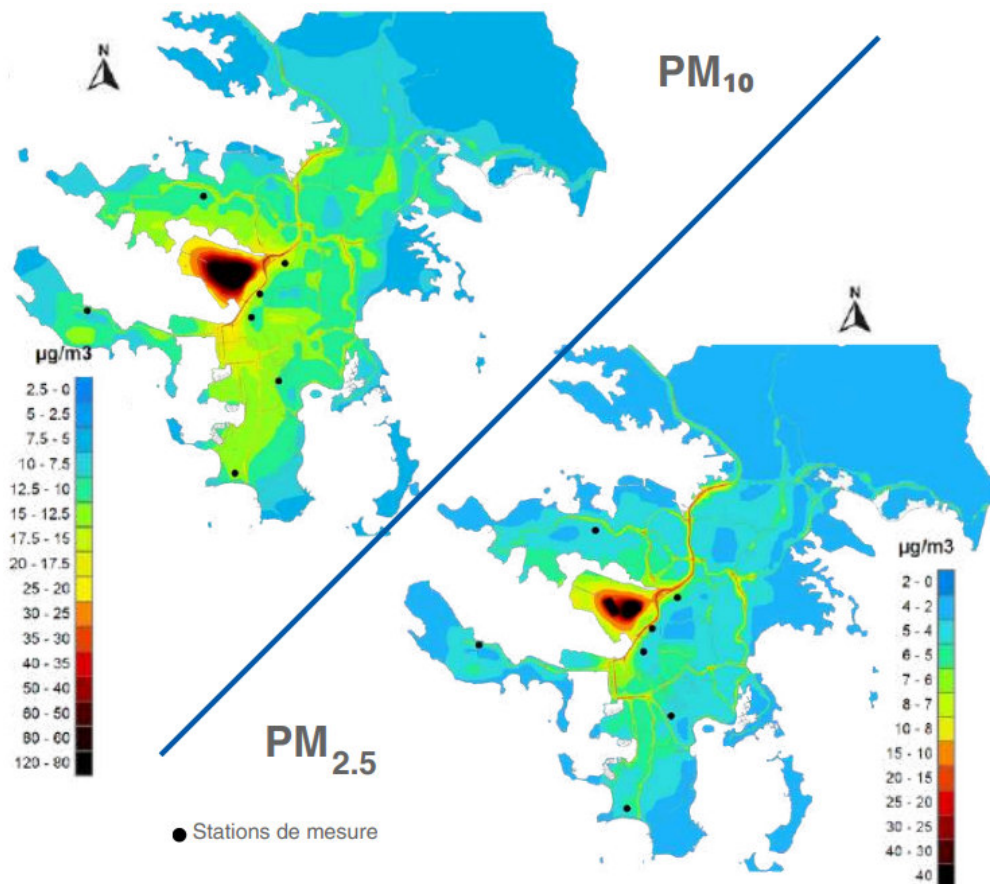 N
PM10
µg/m3
2.5 - 0
5 - 2.5
7.5 - 5
10 - 7.5
12.5 - 10
15 - 12.5
17.5 - 15
20 - 17.5
25 - 20
30 - 25
35 - 30
40 - 35
50 - 40
60 - 50
80 - 60
120 - 80
N
µg/m3
2 - 0
4 - 2
5 - 4
6 - 5
7 - 6
8 - 7
10 - 8
15 - 10
20 - 15
25 - 20
30 - 25
40 - 30
40
PM2.5
Stations de mesure